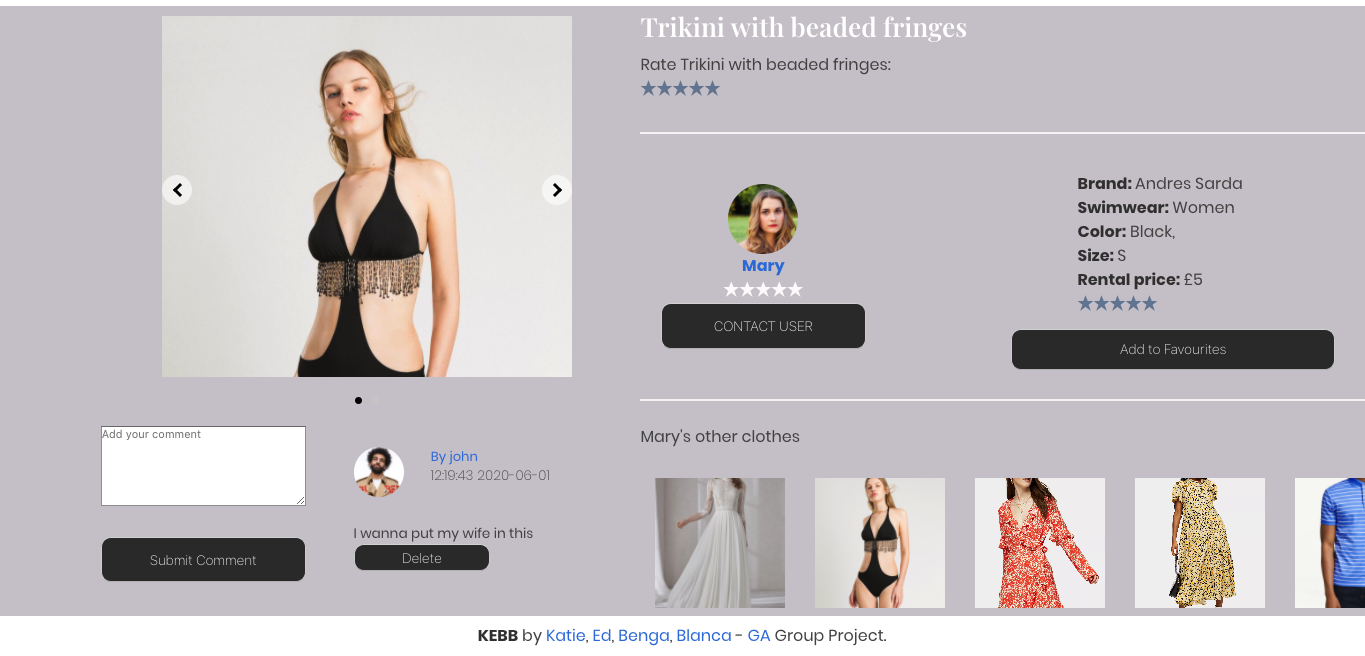 Trikini with beaded fringes
Rate Trikini with beaded fringes:
Mary
CONTACT USER
Brand: Andres Sarda
Swimwear: Women
Color: Black,
Size: S
Rental price: £5
Add to Favourites
Add your comment
Submit Comment
By john
12:19:43 2020-06-01
I wanna put my wife in this
Delete
Mary's other clothes
KEBB by Katie, Ed, Benga, Blanca - GA Group Project.